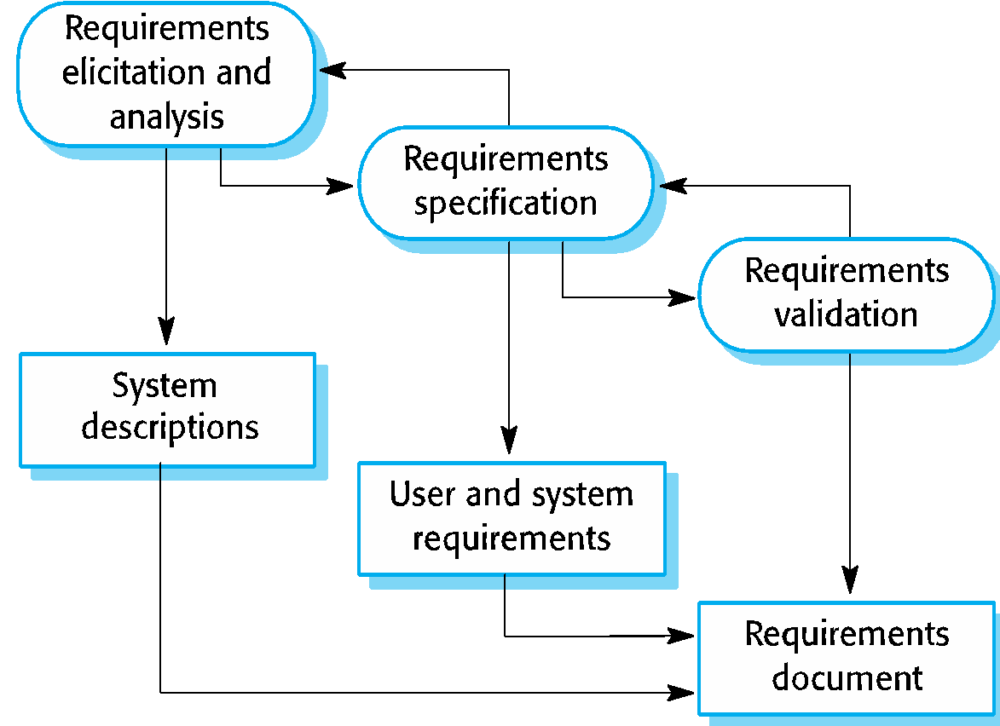 Requirements
elicitation and
analysis
Requirements
specification
Requirements
validation
System
descriptions
User and system
requirements
Requirements
document